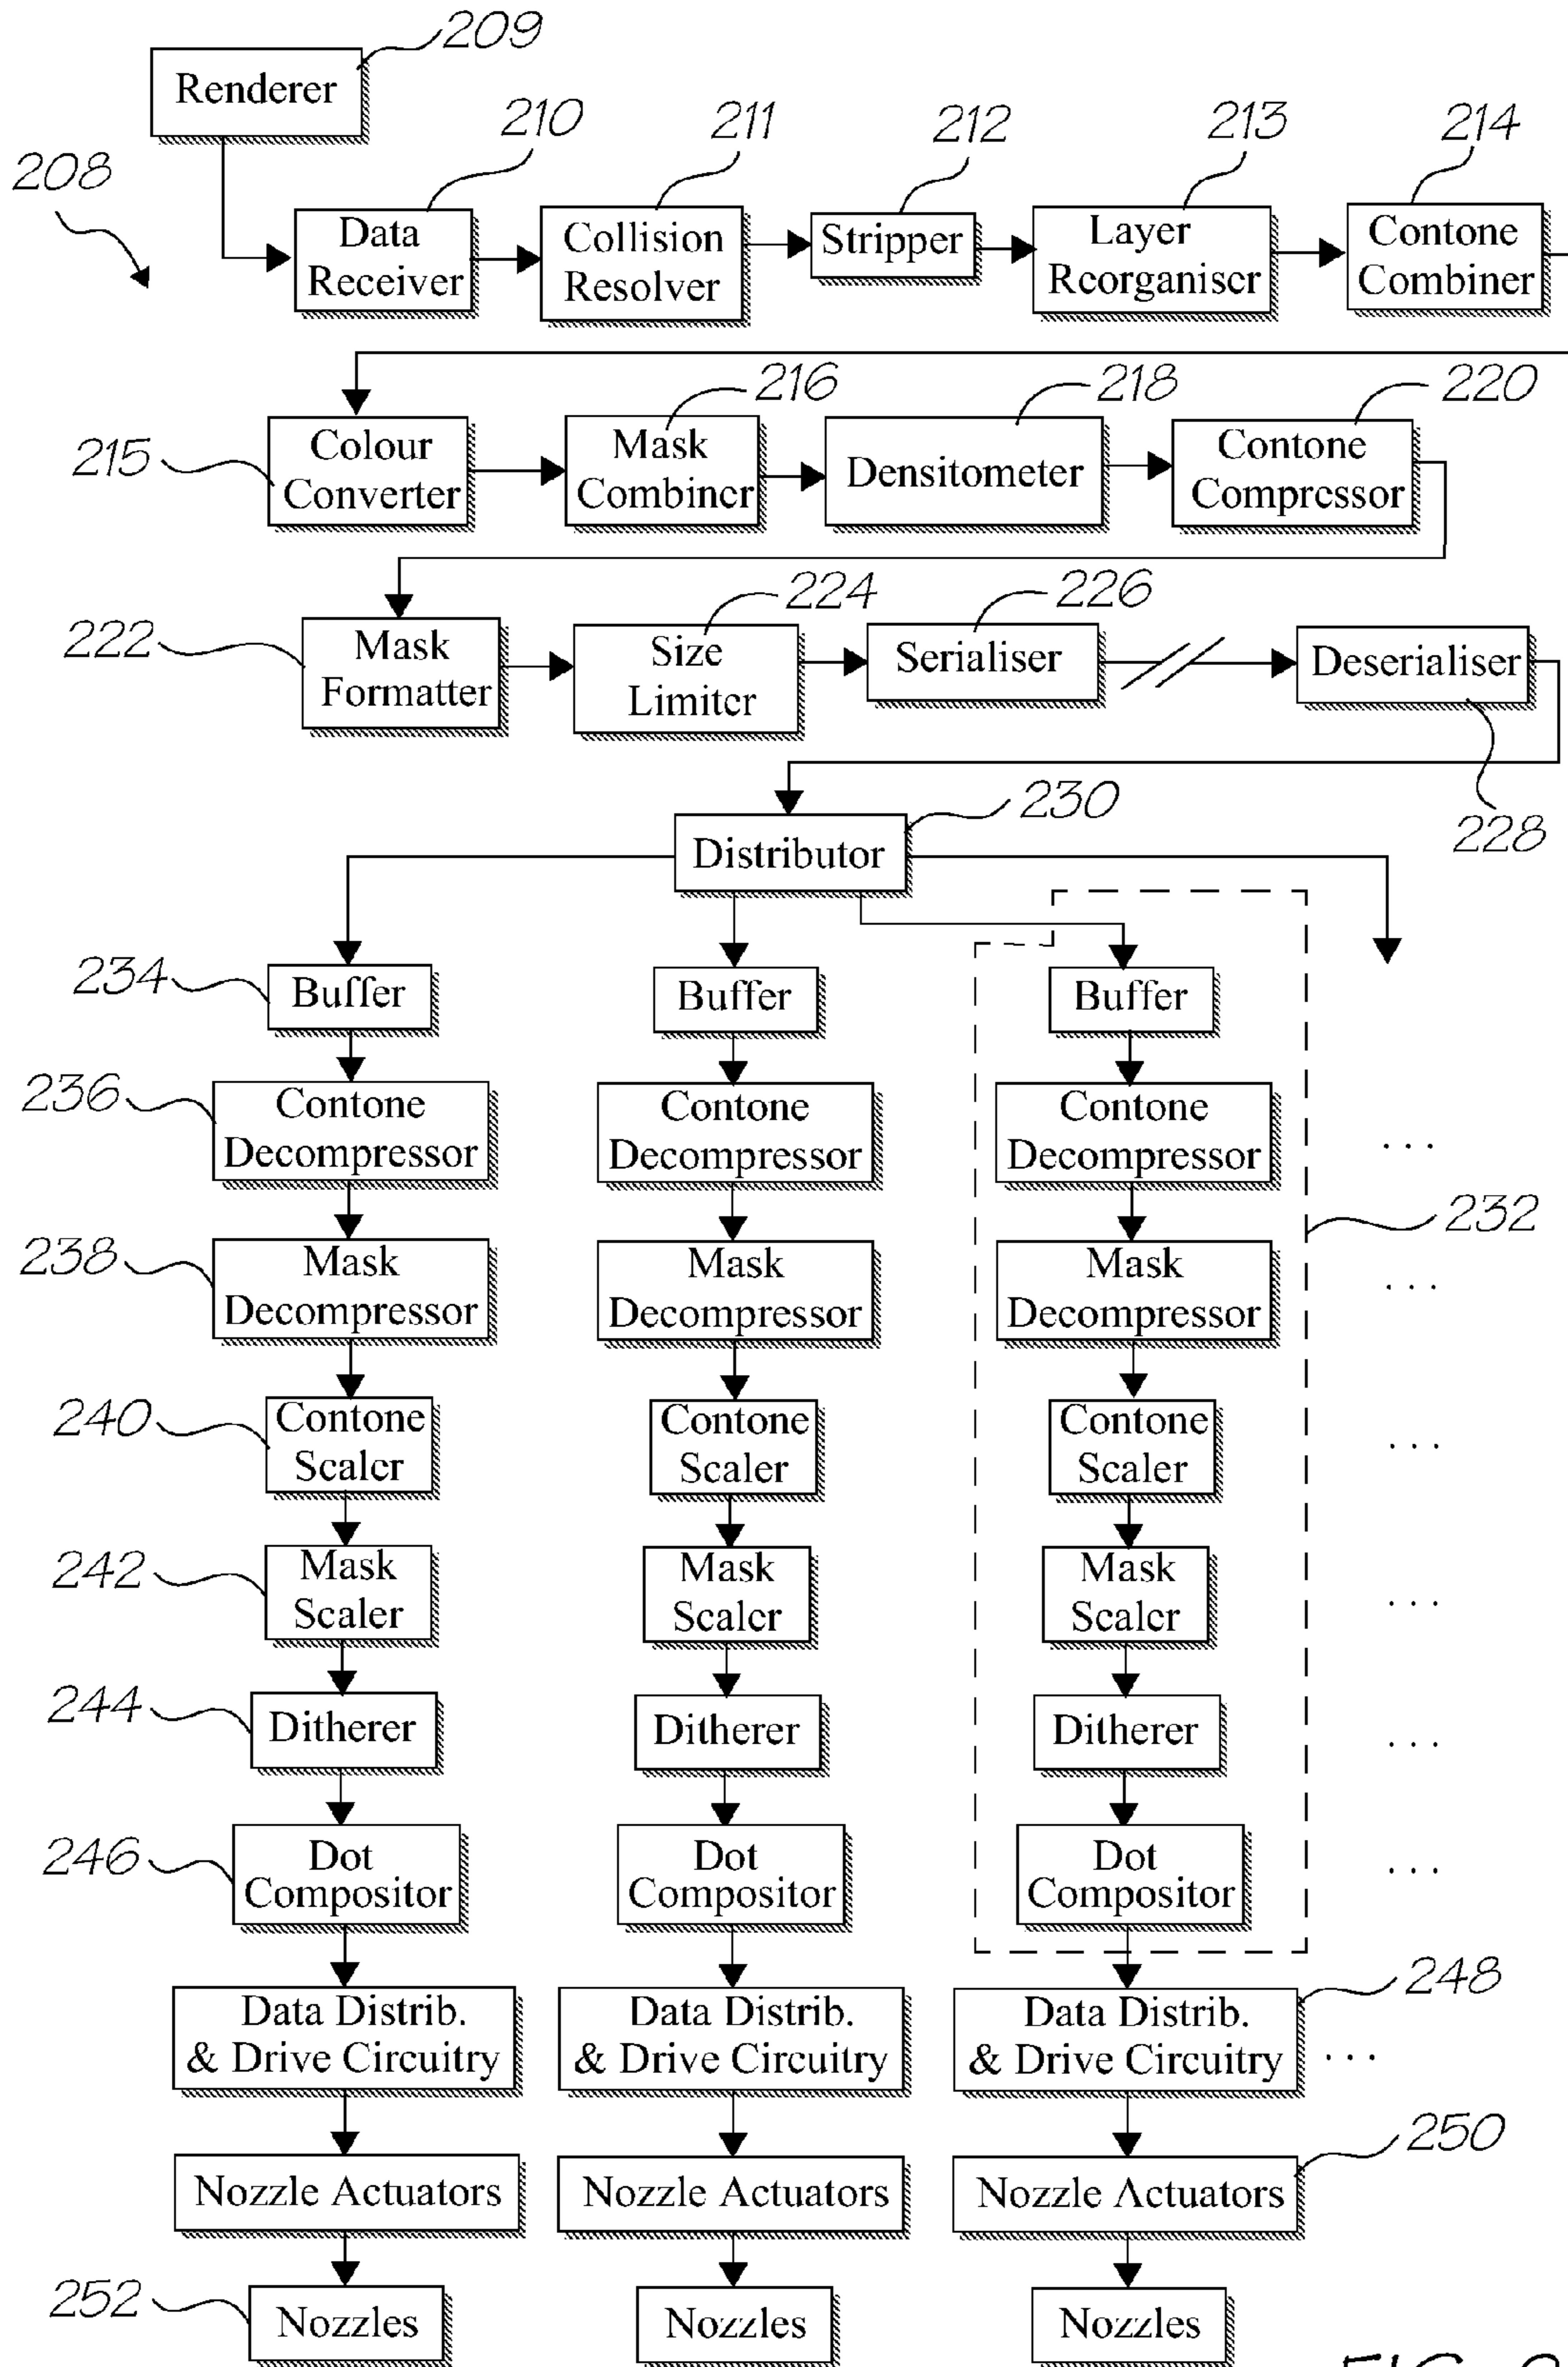 209
Renderer
210
211
212
213
214
208
Data
Receiver
Collision
Resolver
Stripper
Layer
Reorganiser
Contone
Combiner
216
218
220
215
Colour
Converter
Mask
Combiner
Densitometer
Contone
Compressor
224
226
222
Mask
Formatter
Size
Limiter
Serialiser
Deserialiser
228
230
Distributor
234
Buffer
Buffer
Buffer
236
Contone
Decompressor
Contone
Decompressor
Contone
Decompressor
...
232
238
Mask
Decompressor
Mask
Decompressor
Mask
Decompressor
...
240
Contone
Scaler
Contone
Scaler
Contone
Scaler
...
242
Mask
Scaler
Mask
Scaler
Mask
Scaler
...
244
Ditherer
Ditherer
Ditherer
...
246
Dot
Compositor
Dot
Compositor
Dot
Compositor
...
248
Data Distrib.
& Drive Circuitry
Data Distrib.
& Drive Circuitry
Data Distrib.
& Drive Circuitry
...
250
Nozzle Actuators
Nozzle Actuators
Nozzle Actuators
252
Nozzles
Nozzles
Nozzles